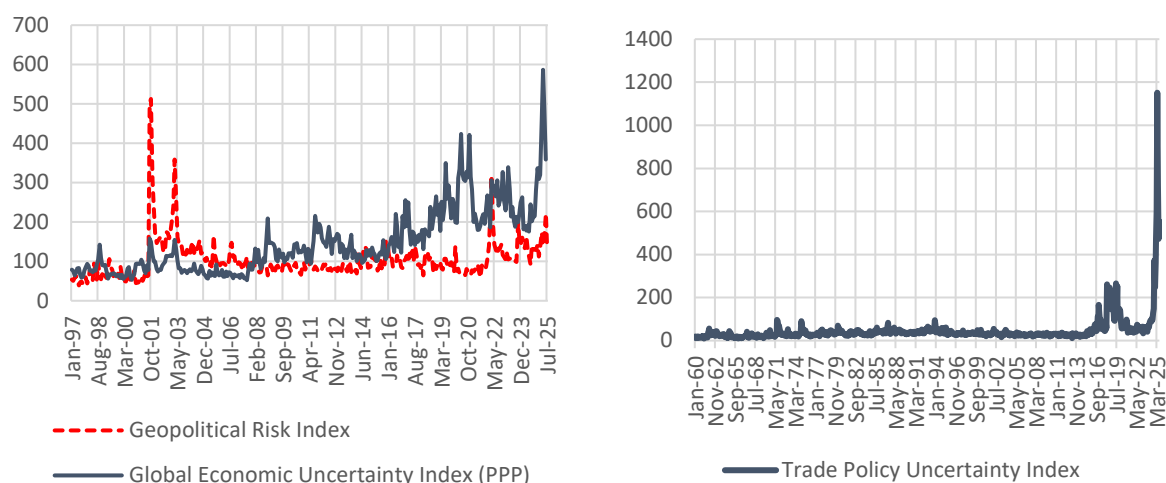 700
600
500
400
300
200
100
0
Jan-97
Aug-98
Mar-00
Oct-01
May-03
Dec-04
Jul-06
Feb-08
Sep-09
Apr-11
Nov-12
Jun-14
Jan-16
Aug-17
Mar-19
Oct-20
May-22
Dec-23
Jul-25
Geopolitical Risk Index
Global Economic Uncertainty Index (PPP)
1400
1200
1000
800
600
400
200
0
Jan-60
Nov-62
Sep-65
Jul-68
May-71
Mar-74
Jan-77
Nov-79
Sep-82
Jul-85
May-88
Mar-91
Jan-94
Nov-96
Sep-99
Jul-02
May-05
Mar-08
Jan-11
Nov-13
Sep-16
Jul-19
May-22
Mar-25
Trade Policy Uncertainty Index